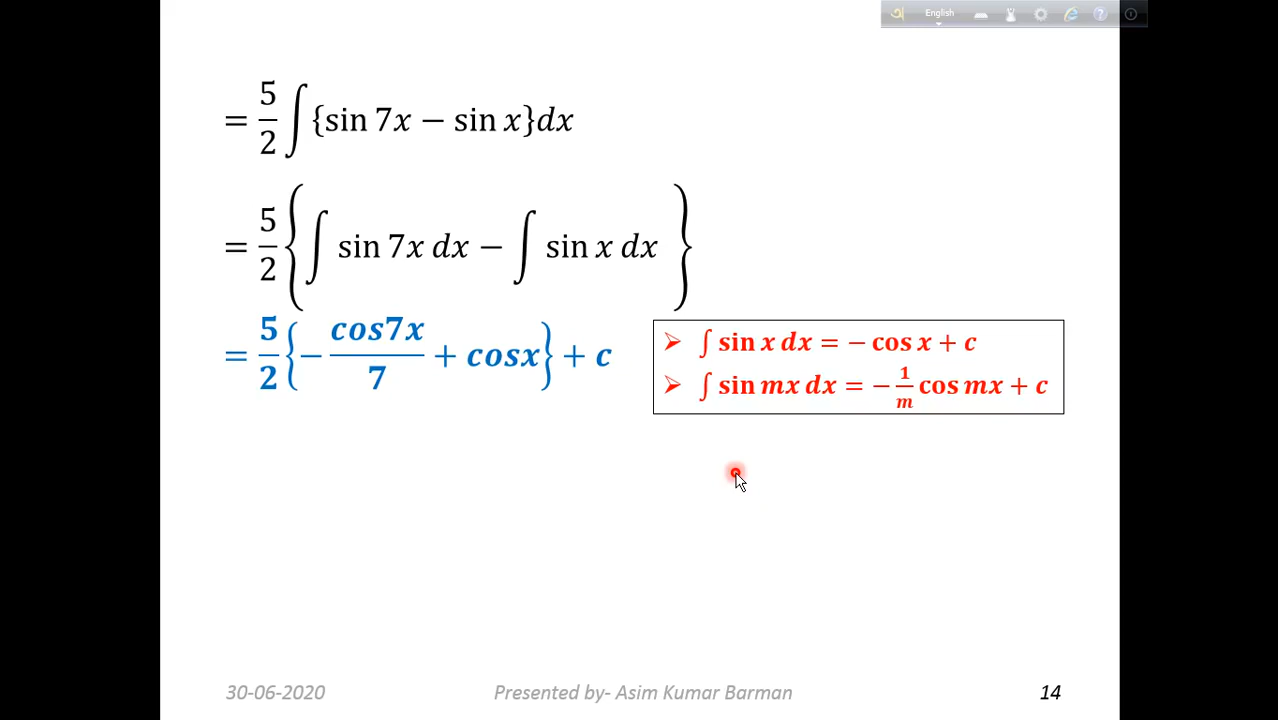 English
= 5/2 ∫{sin 7x − sin x}dx
= 5/2 {∫ sin 7x dx − ∫ sin x dx}
= 5/2 {− cos7x/7 + cosx} + c
➢ ∫ sin x dx = − cos x + c
➢ ∫ sin mx dx = − 1/m cos mx + c
30-06-2020 Presented by- Asim Kumar Barman 14